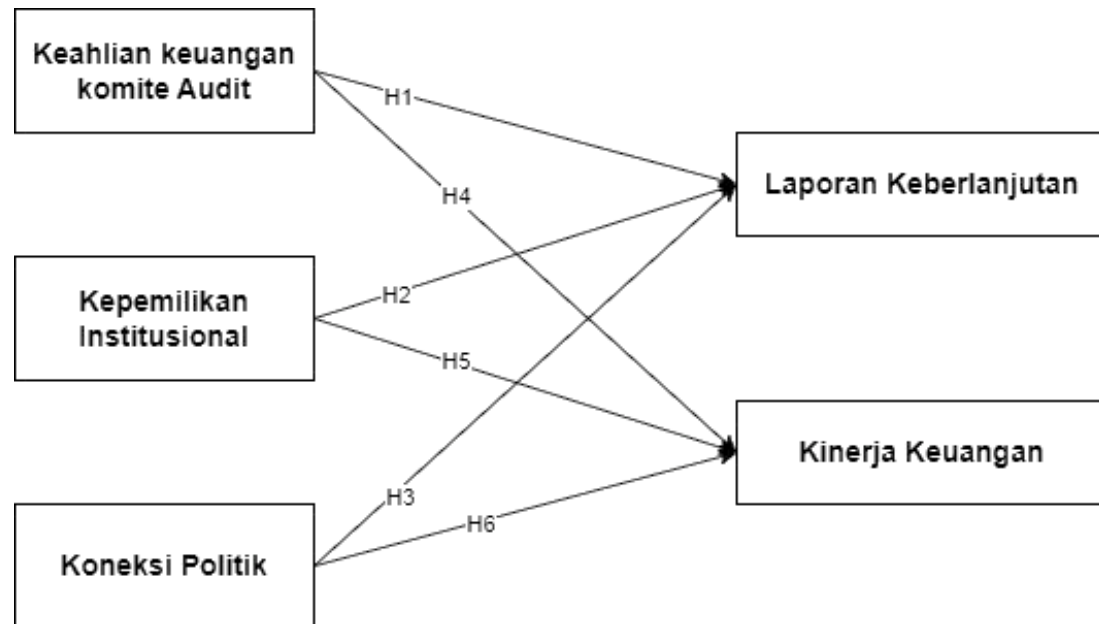 Keahlian keuangan
komite Audit
H1
Laporan Keberlanjutan
H4
Kepemilikan
Institusional
H2
H5
Kinerja Keuangan
H3
H6
Koneksi Politik